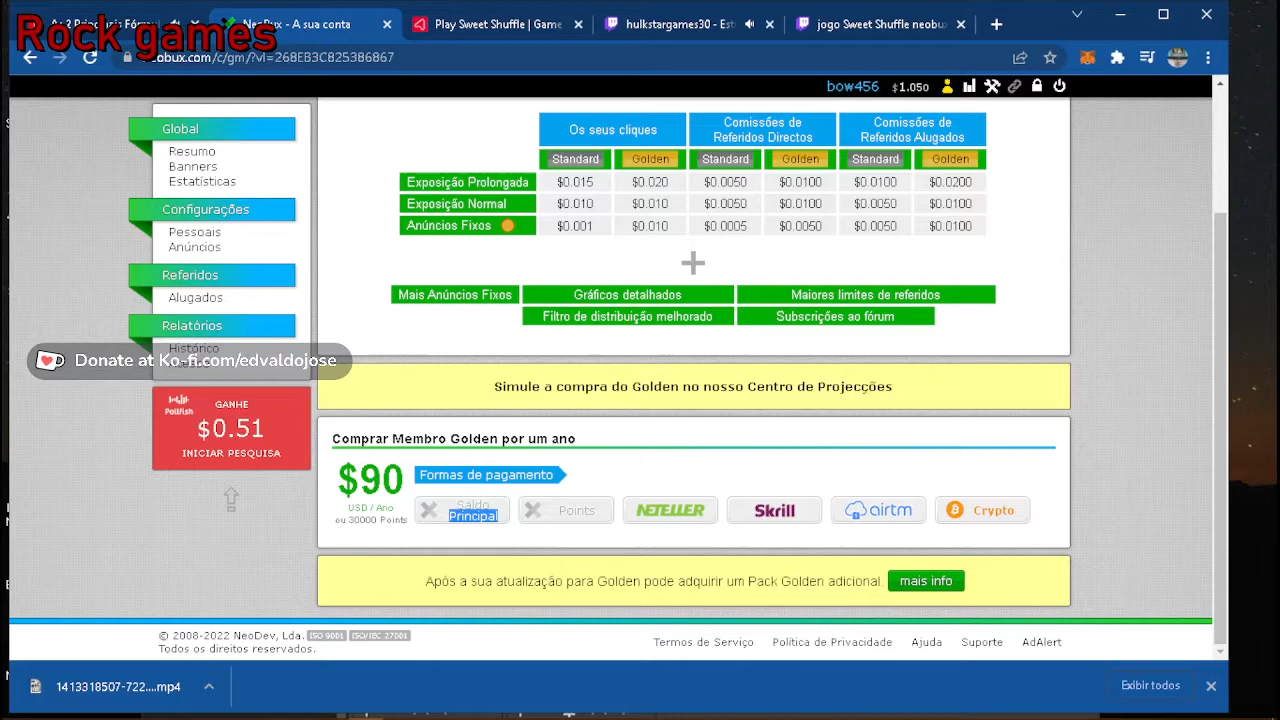 Rock games
NeoBux - A sua conta
Play Sweet Shuffle | Game
hulkstargames30 - Est
jogo Sweet Shuffle neobux
obux.com/c/gm/?vl=268EB3C825386867
bow456 $1.050
Global
Resumo
Banners
Estatísticas
Configurações
Pessoais
Anúncios
Referidos
Alugados
Relatórios
Histórico
Donate at Ko-fi.com/edvaldojose
Pollfish
GANHE
$0.51
INICIAR PESQUISA
Os seus cliques
Comissões de
Referidos Directos
Comissões de
Referidos Alugados
Standard Golden Standard Golden Standard Golden
Exposição Prolongada $0.015 $0.020 $0.0050 $0.0100 $0.0100 $0.0200
Exposição Normal $0.010 $0.010 $0.0050 $0.0100 $0.0050 $0.0100
Anúncios Fixos $0.001 $0.010 $0.0005 $0.0050 $0.0050 $0.0100
+
Mais Anúncios Fixos Gráficos detalhados Maiores limites de referidos
Filtro de distribuição melhorado Subscrições ao fórum
Simule a compra do Golden no nosso Centro de Projecções
Comprar Membro Golden por um ano
$90
USD / Ano
ou 30000 Points
Formas de pagamento
Saldo
Principal
Points
NETELLER
Skrill
airtm
Crypto
Após a sua atualização para Golden pode adquirir um Pack Golden adicional. mais info
© 2008-2022 NeoDev, Lda. ISO 9001 ISO/IEC 27001
Todos os direitos reservados.
Termos de Serviço Política de Privacidade Ajuda Suporte AdAlert
1413318507-722....mp4
Exibir todos